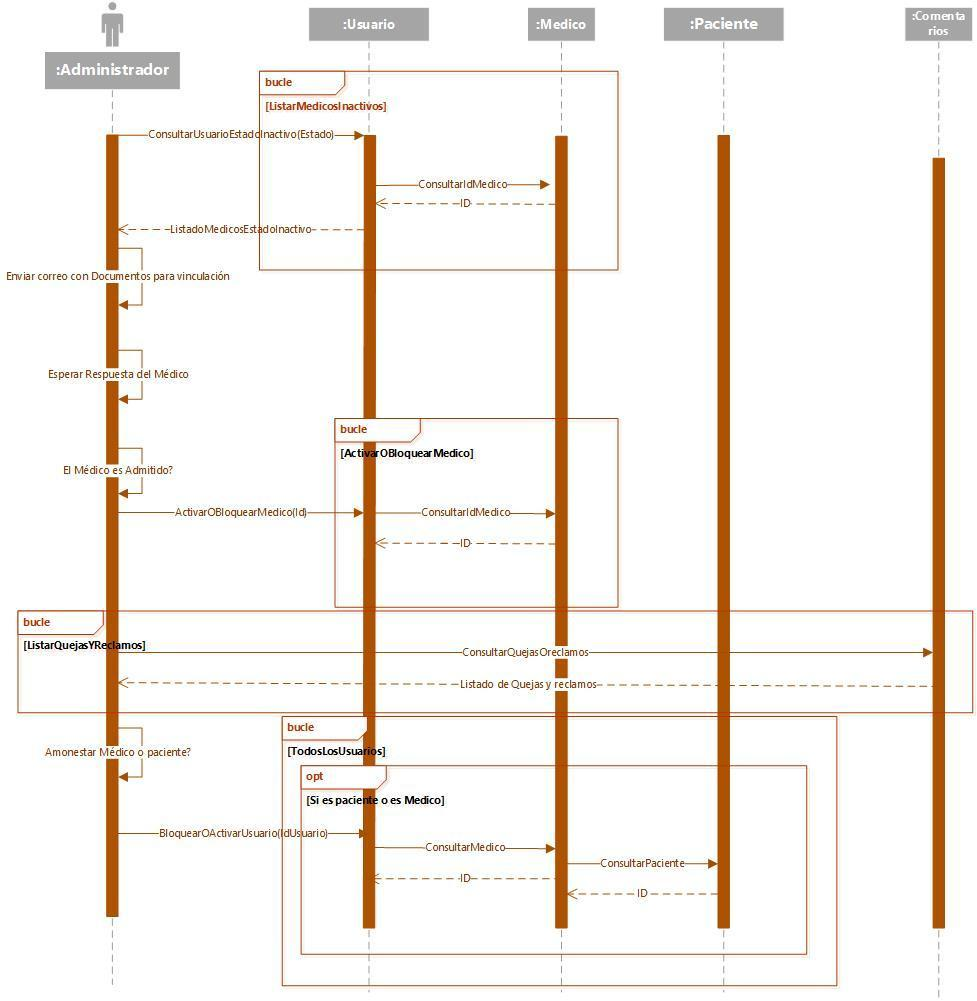 :Administrador
:Usuario
:Medico
:Paciente
:Comenta
rios
bucle
[ListarMedicosInactivos]
ConsultarUsuarioEstadoInactivo(Estado)
ConsultarIdMedico
ID
ListadoMedicosEstadoInactivo
Enviar correo con Documentos para vinculación
Esperar Respuesta del Médico
bucle
[ActivarOBloquearMedico]
El Médico es Admitido?
ActivarOBloquearMedico(Id)
ConsultarIdMedico
ID
bucle
[ListarQuejasYReclamos]
ConsultarQuejasOreclamos
Listado de Quejas y reclamos
bucle
[TodosLosUsuarios]
Amonestar Médico o paciente?
opt
[Si es paciente o es Medico]
BloquearOActivarUsuario(IdUsuario)
ConsultarMedico
ConsultarPaciente
ID
ID